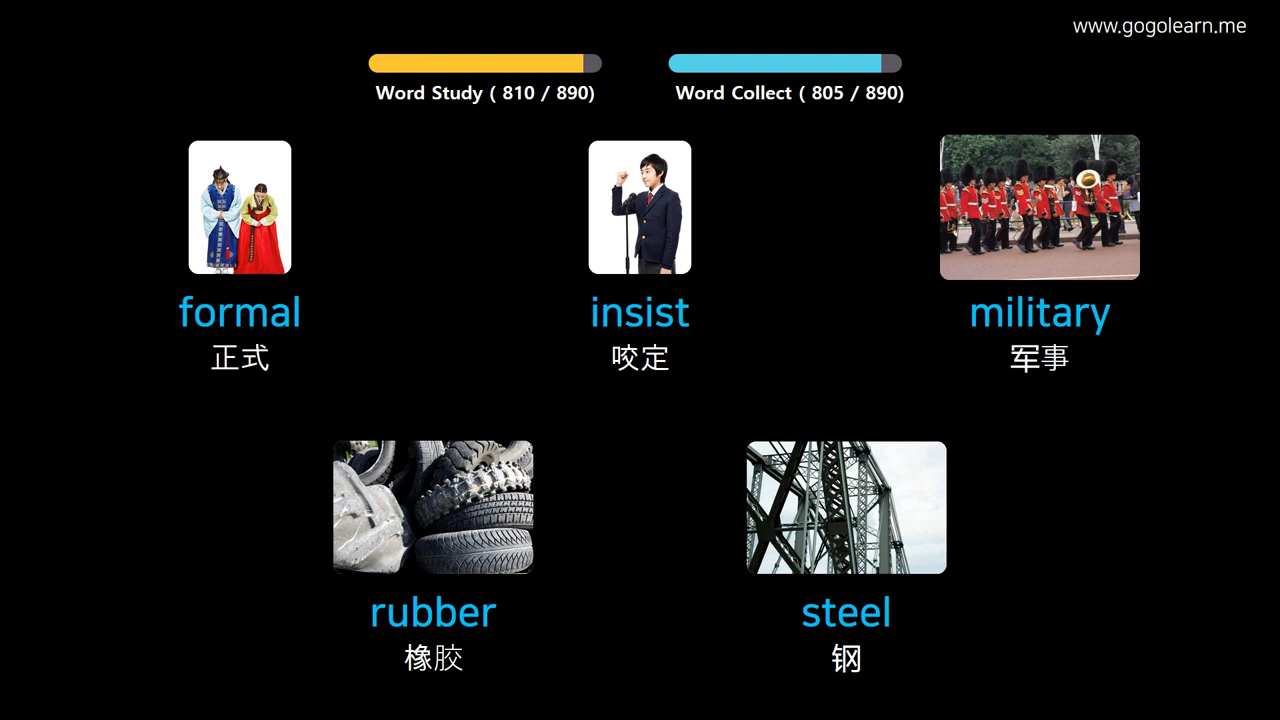 www.gogolearn.me
Word Study ( 810 / 890)
Word Collect ( 805 / 890)
formal
正式
insist
咬定
military
军事
rubber
橡胶
steel
钢